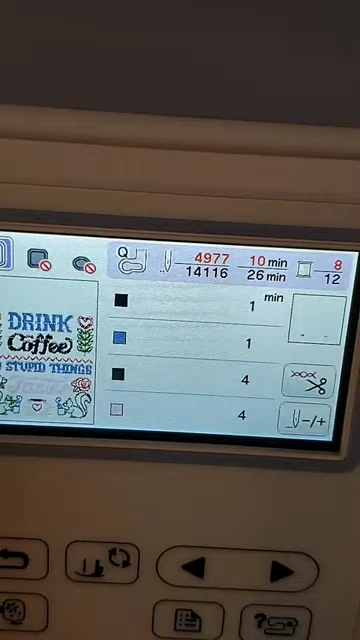 Q
4977
14116
10 min
26 min
8
12
1 min
1
4
4
-/+
DRINK
Coffee
STUPID THINGS
?